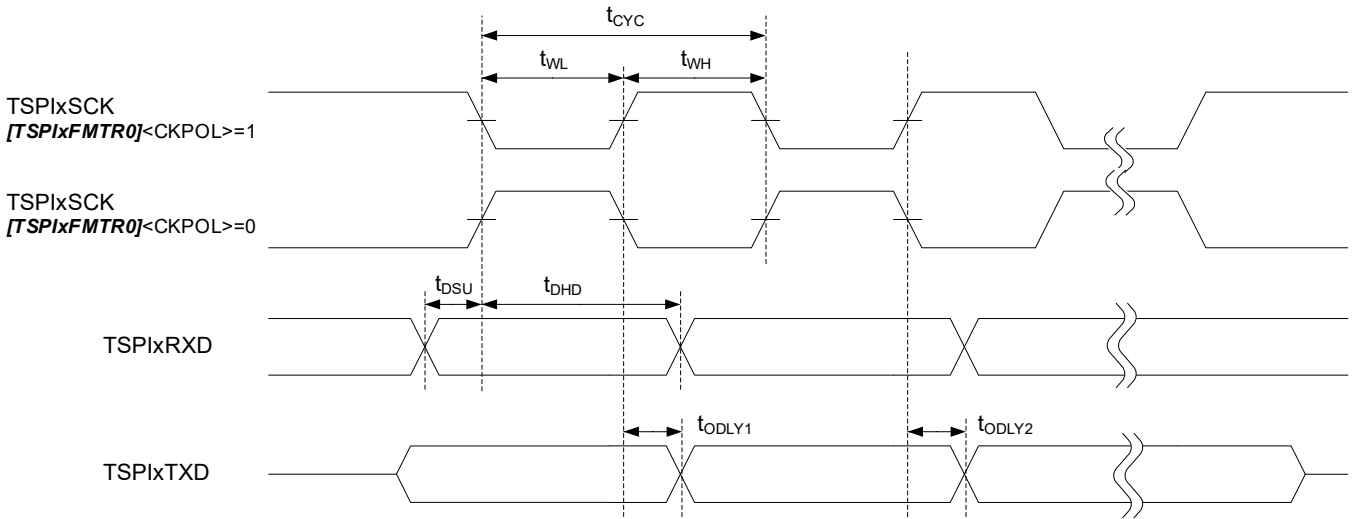 tCYC
tWL
tWH
TSPIxSCK
[TSPIxFMTR0]<CKPOL>=1
TSPIxSCK
[TSPIxFMTR0]<CKPOL>=0
tDSU
tDHD
TSPIxRXD
tODLY1
tODLY2
TSPIxTXD